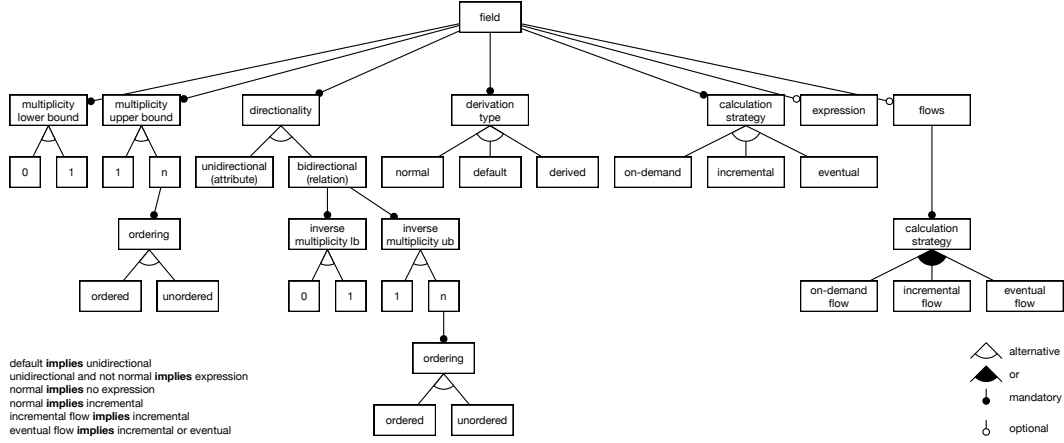 field
multiplicity
lower bound
multiplicity
upper bound
directionality
derivation
type
calculation
strategy
expression
flows
0
1
1
n
unidirectional
(attribute)
bidirectional
(relation)
normal
default
derived
on-demand
incremental
eventual
ordering
inverse
multiplicity lb
inverse
multiplicity ub
calculation
strategy
ordered
unordered
0
1
1
n
on-demand
flow
incremental
flow
eventual
flow
ordering
ordered
unordered
default implies unidirectional
unidirectional and not normal implies expression
normal implies no expression
normal implies incremental
incremental flow implies incremental
eventual flow implies incremental or eventual
alternative
or
mandatory
optional